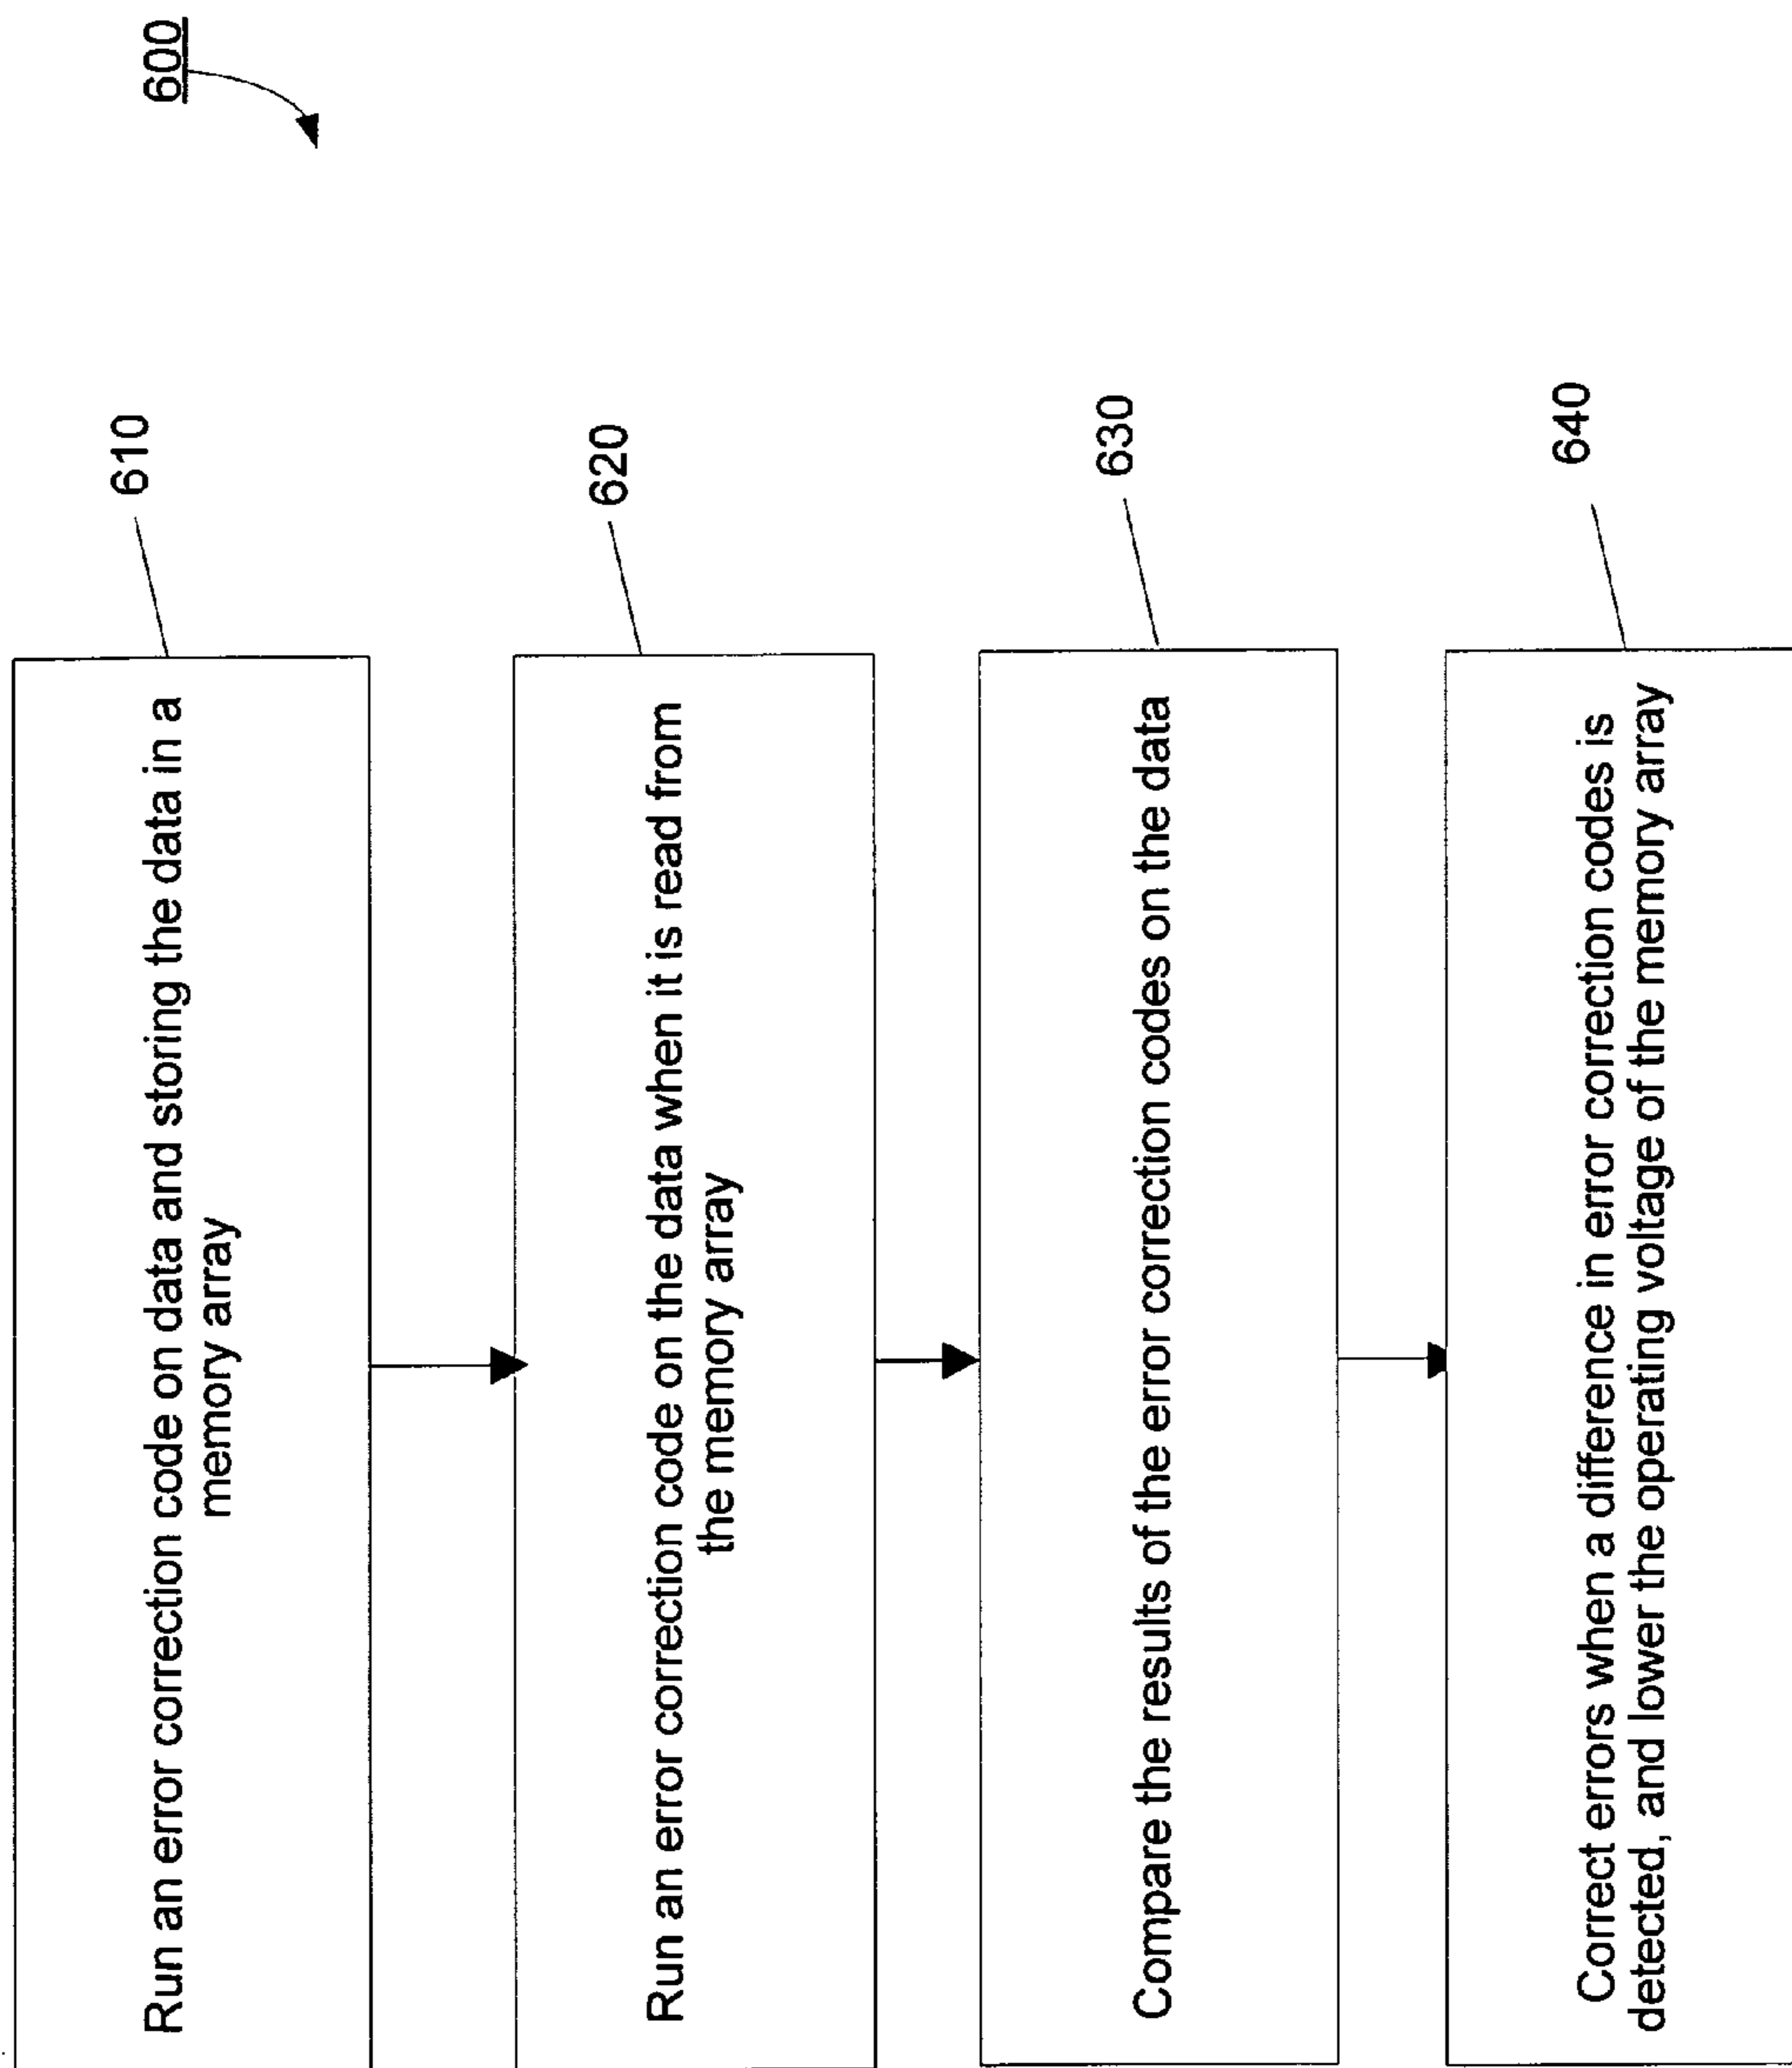 600
610
Run an error correction code on data and storing the data in a
memory array
620
Run an error correction code on the data when it is read from
the memory array
630
Compare the results of the error correction codes on the data
640
Correct errors when a difference in error correction codes is
detected, and lower the operating voltage of the memory array